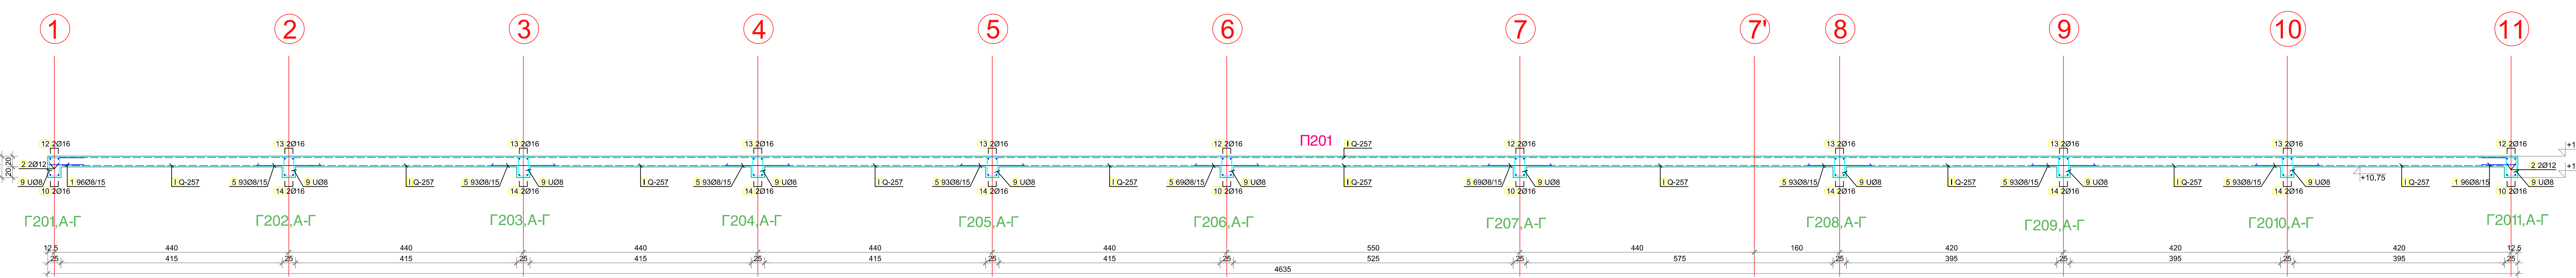 1 2 3 4 5 6 7 7' 8 9 10 11
П201
I Q-257
12 2Ø16 13 2Ø16 13 2Ø16 13 2Ø16 13 2Ø16 12 2Ø16 12 2Ø16 13 2Ø16 13 2Ø16 13 2Ø16 12 2Ø16
20
20
2 2Ø12
2 2Ø12
+10,75
9 UØ8 1 96Ø8/15 I Q-257 5 93Ø8/15 9 UØ8 I Q-257 5 93Ø8/15 9 UØ8 I Q-257 5 93Ø8/15 9 UØ8 I Q-257 5 93Ø8/15 9 UØ8 I Q-257 5 69Ø8/15 9 UØ8 I Q-257 5 69Ø8/15 9 UØ8 I Q-257 5 93Ø8/15 9 UØ8 I Q-257 5 93Ø8/15 9 UØ8 I Q-257 5 93Ø8/15 9 UØ8 I Q-257 1 96Ø8/15 9 UØ8
10 2Ø16 14 2Ø16 14 2Ø16 14 2Ø16 14 2Ø16 10 2Ø16 10 2Ø16 14 2Ø16 14 2Ø16 14 2Ø16 10 2Ø16
Г201,А-Г Г202,А-Г Г203,А-Г Г204,А-Г Г205,А-Г Г206,А-Г Г207,А-Г Г208,А-Г Г209,А-Г Г2010,А-Г Г2011,А-Г
12,5 440 440 440 440 440 550 440 160 420 420 420 12,5
25 415 25 415 25 415 25 415 25 415 25 525 25 575 25 395 25 395 25 395 25
4635